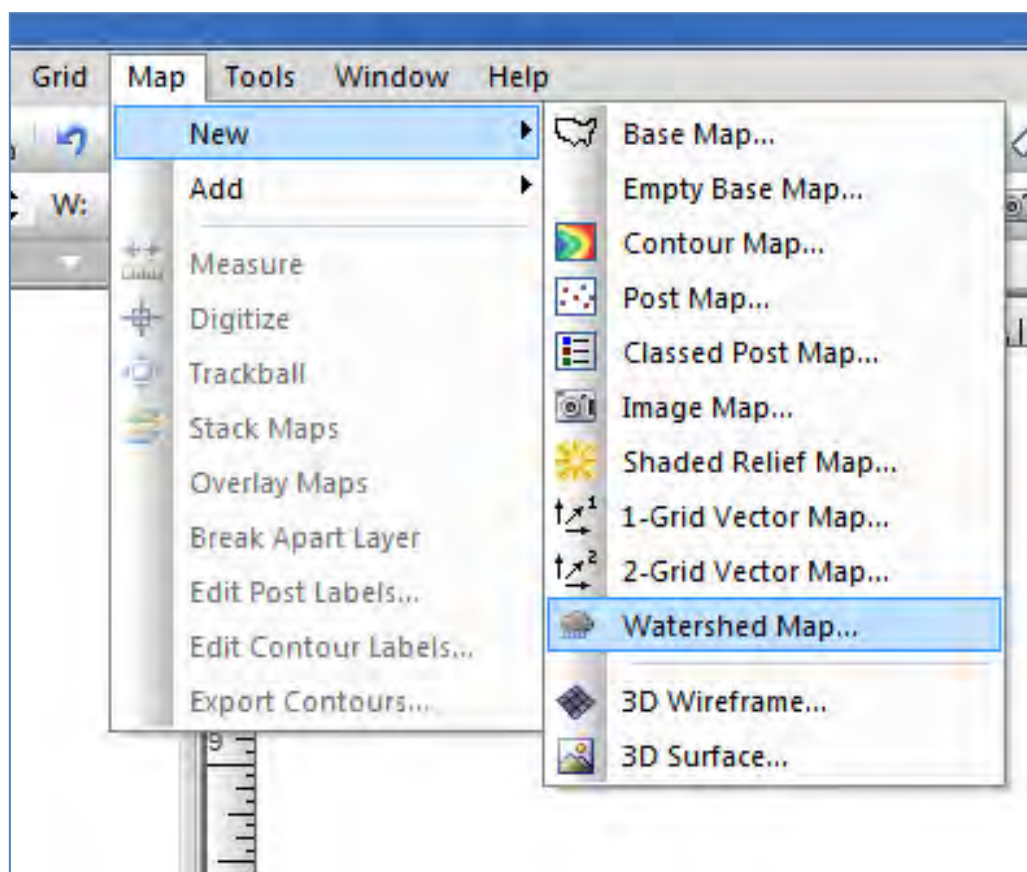 Grid Map Tools Window Help
W:
New
Add
Measure
Digitize
Trackball
Stack Maps
Overlay Maps
Break Apart Layer
Edit Post Labels...
Edit Contour Labels...
Export Contours...
Base Map...
Empty Base Map...
Contour Map...
Post Map...
Classed Post Map...
Image Map...
Shaded Relief Map...
1-Grid Vector Map...
2-Grid Vector Map...
Watershed Map...
3D Wireframe...
3D Surface...
9